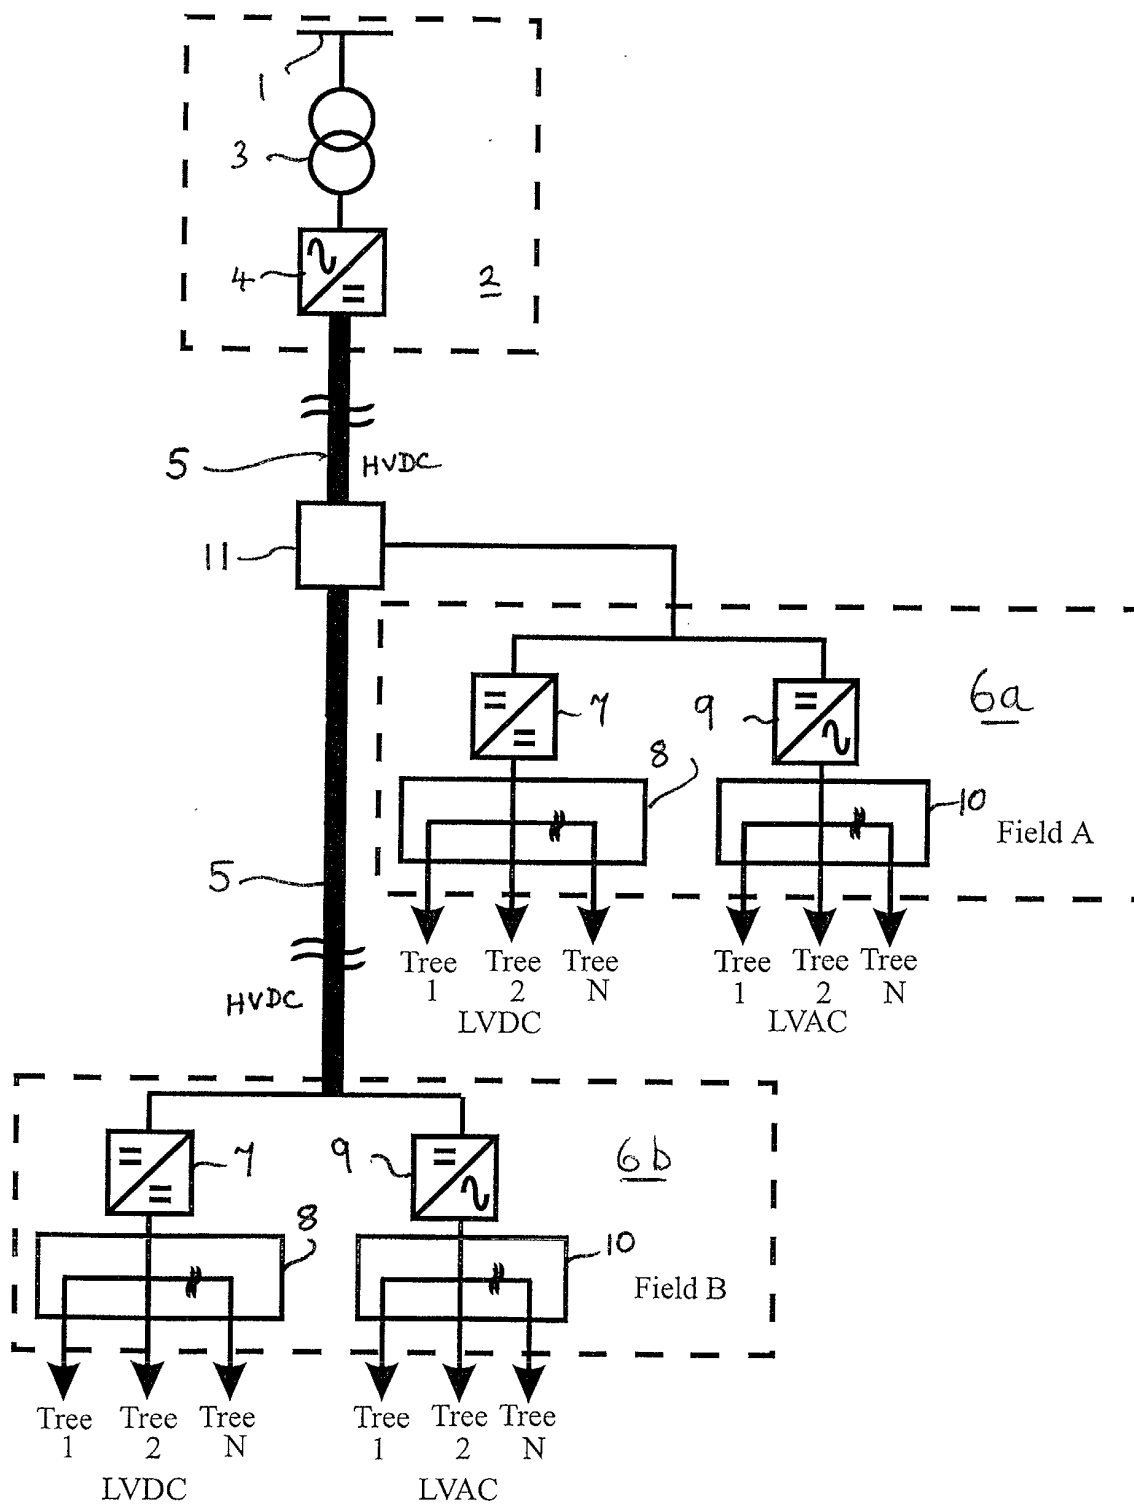 1
3
4
2
5
HVDC
11
6a
7
9
8
10
Field A
5
Tree Tree Tree Tree Tree Tree
1 2 N 1 2 N
LVDC LVAC
HVDC
7
9
6b
8
10
Field B
Tree Tree Tree Tree Tree Tree
1 2 N 1 2 N
LVDC LVAC